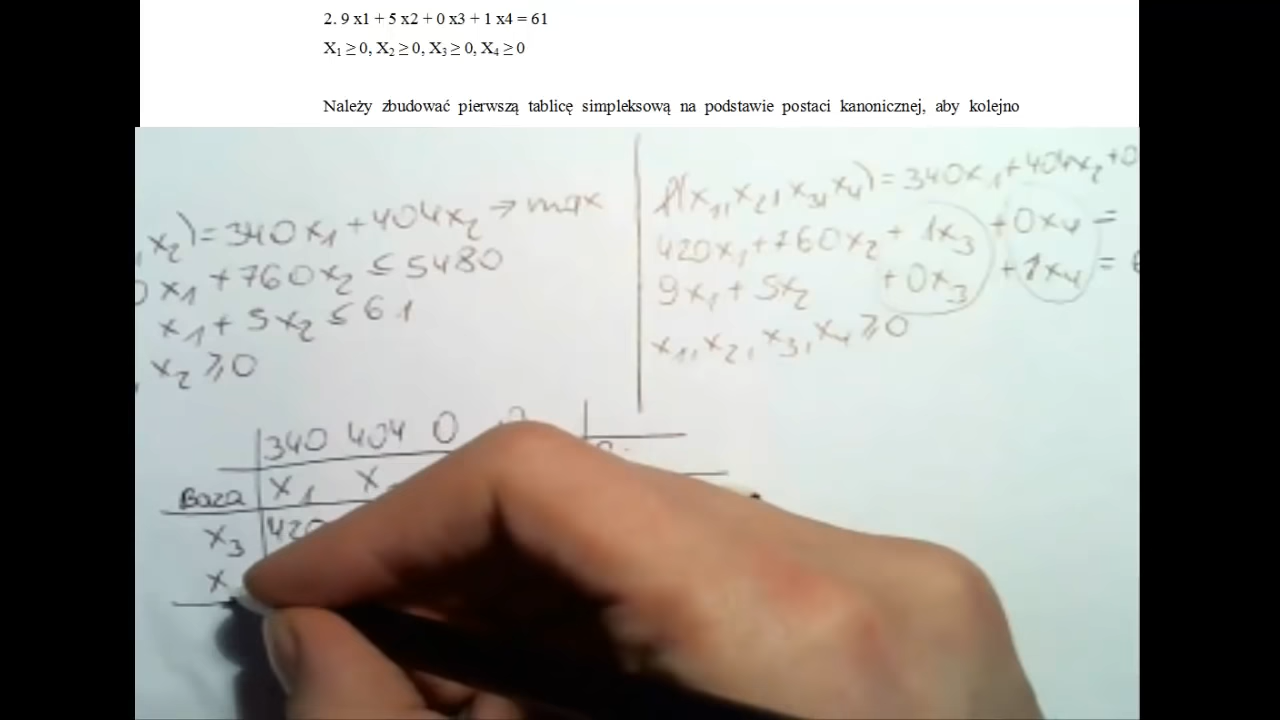 2. 9 x1 + 5 x2 + 0 x3 + 1 x4 = 61
X₁ ≥ 0, X₂ ≥ 0, X₃ ≥ 0, X₄ ≥ 0
Należy zbudować pierwszą tablicę simpleksową na podstawie postaci kanonicznej, aby kolejno
x₂) = 340x₁ + 404x₂ → max
0x₁ + 760x₂ ≤ 5480
x₁ + 5x₂ ≤ 61
x₂ ≥ 0
f(x₁, x₂, x₃, x₄) = 340x₁ + 404x₂ + 0
420x₁ + 760x₂ + 1x₃ + 0x₄ =
9x₁ + 5x₂ + 0x₃ + 1x₄ =
x₁, x₂, x₃, x₄ ≥ 0
340 404 0
Baza x₁ x
x₃ 420
x